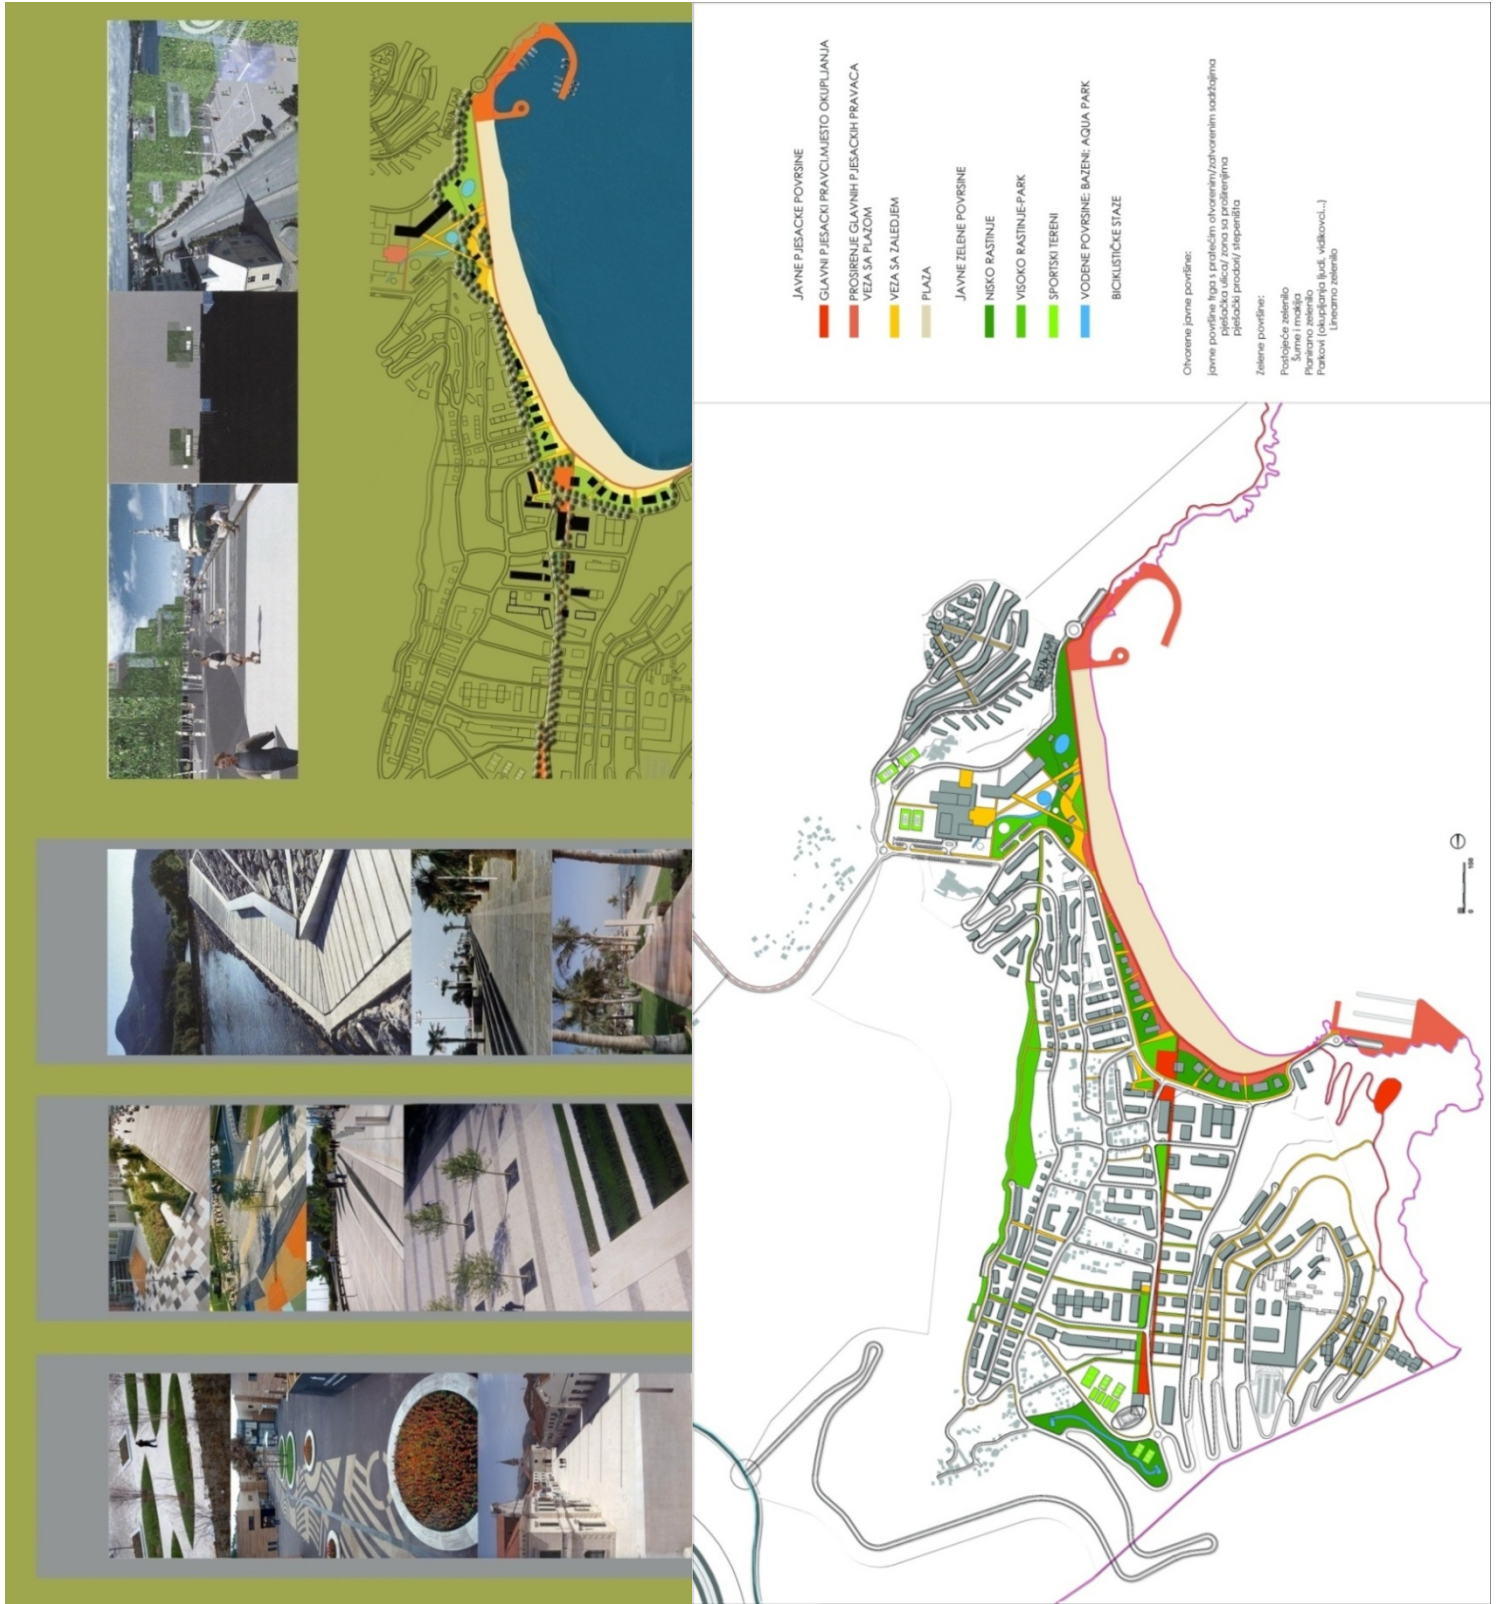 JAVNE PJESACKE POVRSINE
GLAVNI PJESACKI PRAVCI,MJESTO OKUPLJANJA
PROSIRENJE GLAVNIH PJESACKIH PRAVACA
VEZA SA PLAZOM
VEZA SA ZALEDJEM
PLAZA
JAVNE ZELENE POVRSINE
NISKO RASTINJE
VISOKO RASTINJE-PARK
SPORTSKI TERENI
VODENE POVRSINE: BAZENI; AQUA PARK
BICIKLISTIČKE STAZE
Otvorene javne površine:
javne površine trga s pratećim otvorenim/zatvorenim sadržajima
pješačka ulica/ zona sa proširenjima
pješački prodori/ stepeništa
Zelene površine:
Postojeće zelenilo
Šume i makija
Planirano zelenilo
Parkovi (okupljanja ljudi, vidikovci...)
Linearno zelenilo
0 100